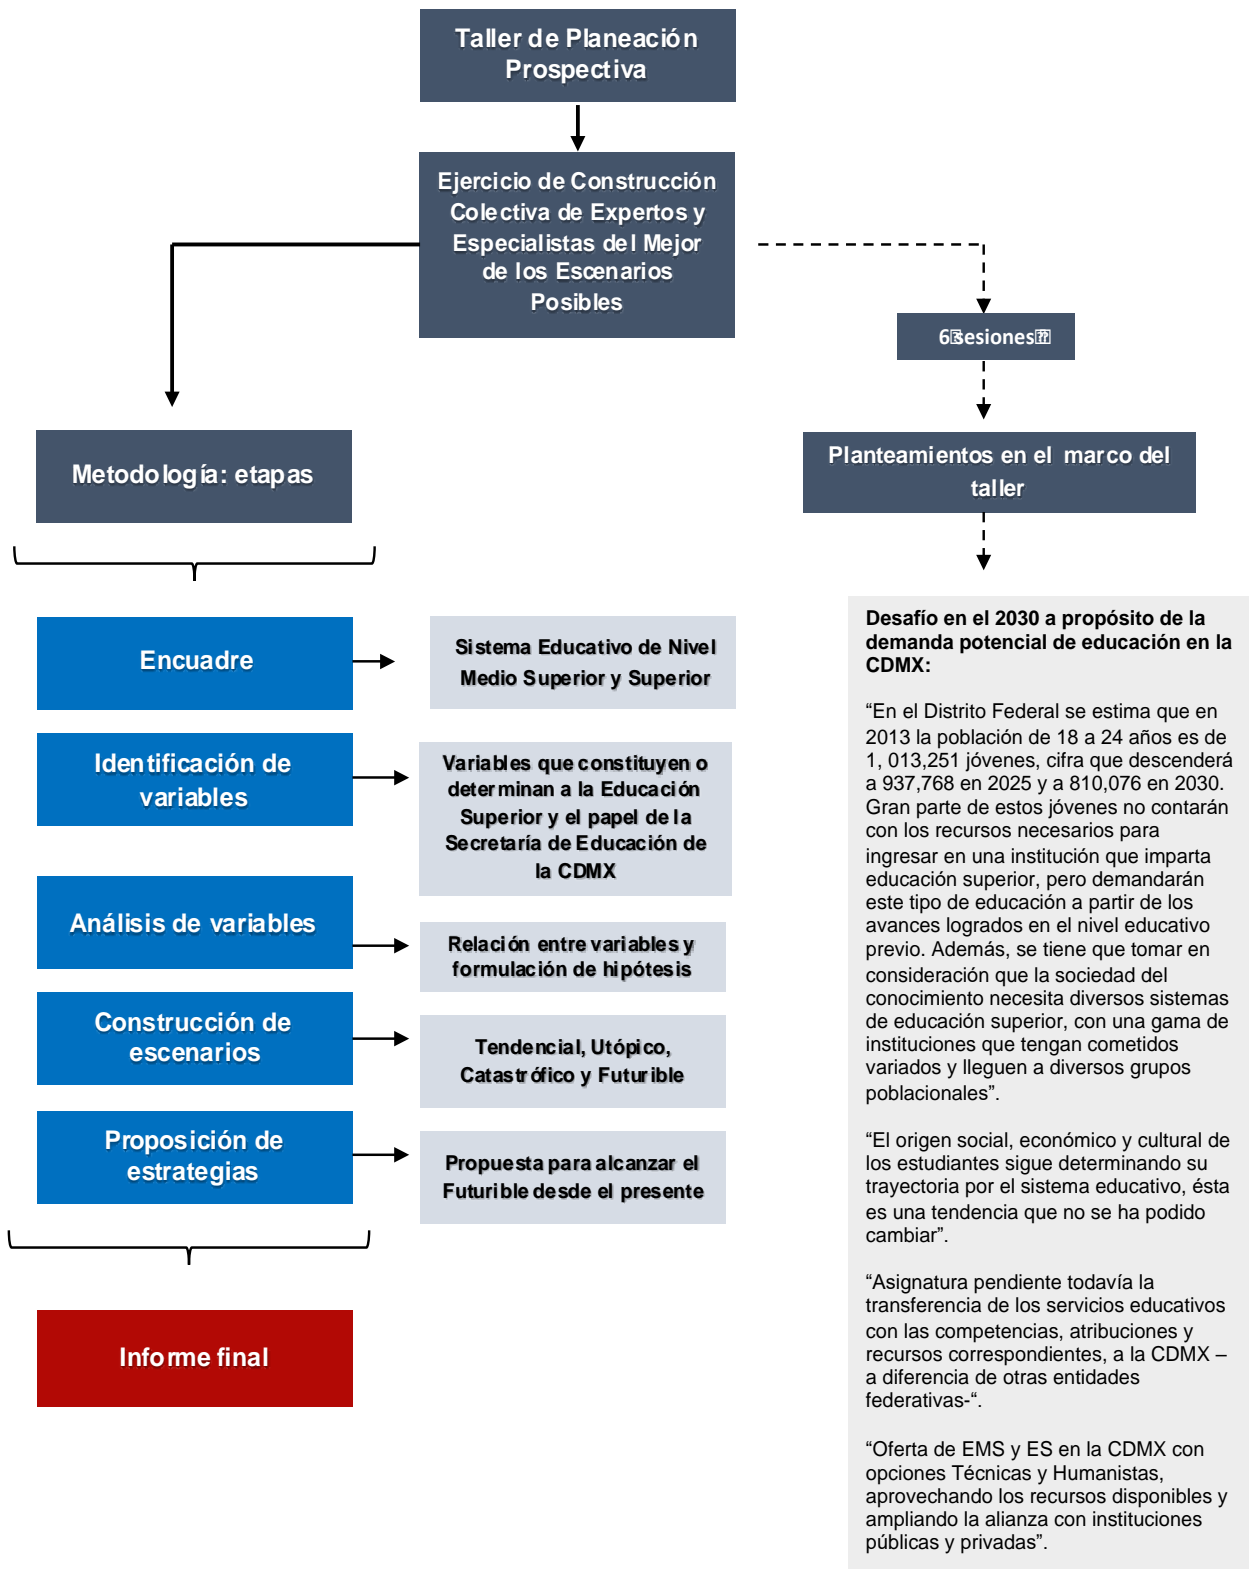 Taller de Planeación
Prospectiva
Ejercicio de Construcción
Colectiva de Expertos y
Especialistas del Mejor
de los Escenarios
Posibles
6 sesiones
Metodología: etapas
Planteamientos en el marco del
taller
Encuadre
Sistema Educativo de Nivel
Medio Superior y Superior
Identificación de
variables
Variables que constituyen o
determinan a la Educación
Superior y el papel de la
Secretaría de Educación de
la CDMX
Análisis de variables
Relación entre variables y
formulación de hipótesis
Construcción de
escenarios
Tendencial, Utópico,
Catastrófico y Futurible
Proposición de
estrategias
Propuesta para alcanzar el
Futurible desde el presente
Informe final
Desafío en el 2030 a propósito de la
demanda potencial de educación en la
CDMX:
“En el Distrito Federal se estima que en
2013 la población de 18 a 24 años es de
1, 013,251 jóvenes, cifra que descenderá
a 937,768 en 2025 y a 810,076 en 2030.
Gran parte de estos jóvenes no contarán
con los recursos necesarios para
ingresar en una institución que imparta
educación superior, pero demandarán
este tipo de educación a partir de los
avances logrados en el nivel educativo
previo. Además, se tiene que tomar en
consideración que la sociedad del
conocimiento necesita diversos sistemas
de educación superior, con una gama de
instituciones que tengan cometidos
variados y lleguen a diversos grupos
poblacionales”.
“El origen social, económico y cultural de
los estudiantes sigue determinando su
trayectoria por el sistema educativo, ésta
es una tendencia que no se ha podido
cambiar”.
“Asignatura pendiente todavía la
transferencia de los servicios educativos
con las competencias, atribuciones y
recursos correspondientes, a la CDMX –
a diferencia de otras entidades
federativas-“.
“Oferta de EMS y ES en la CDMX con
opciones Técnicas y Humanistas,
aprovechando los recursos disponibles y
ampliando la alianza con instituciones
públicas y privadas”.